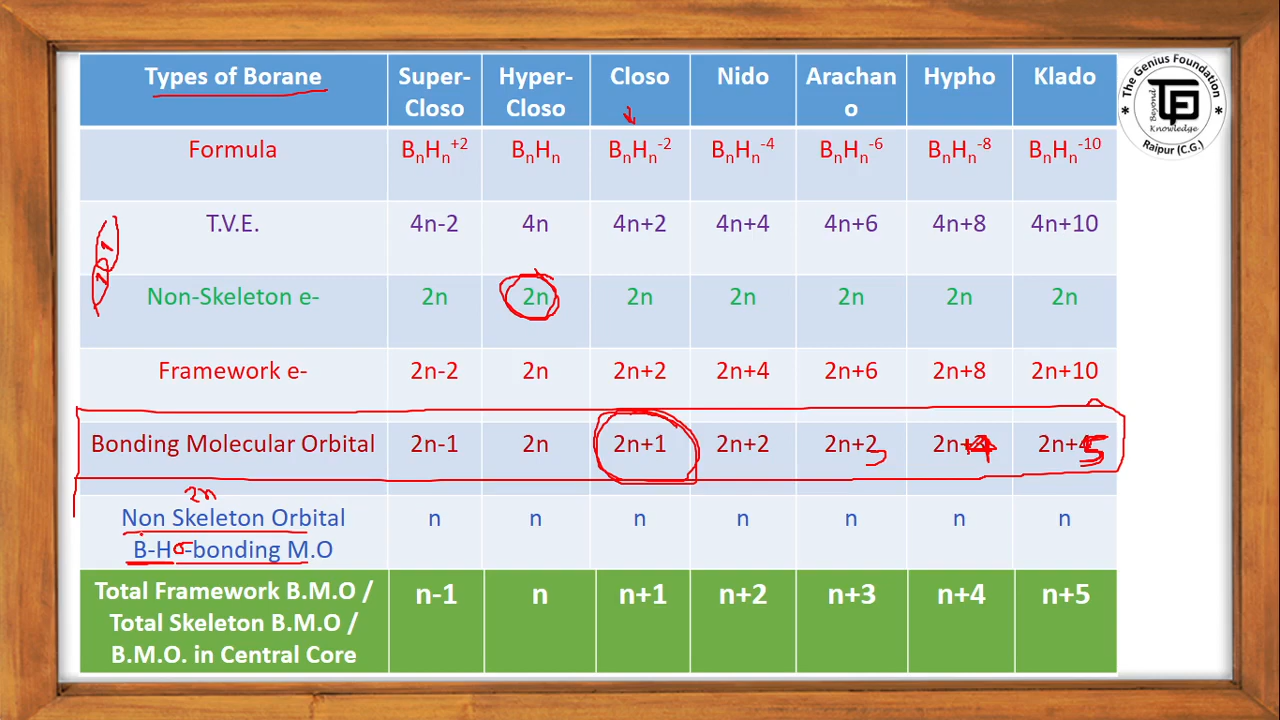 Types of Borane Super-Closo Hyper-Closo Closo Nido Arachano Hypho Klado
Formula BₙHₙ⁺² BₙHₙ BₙHₙ⁻² BₙHₙ⁻⁴ BₙHₙ⁻⁶ BₙHₙ⁻⁸ BₙHₙ⁻¹⁰
T.V.E. 4n-2 4n 4n+2 4n+4 4n+6 4n+8 4n+10
Non-Skeleton e- 2n 2n 2n 2n 2n 2n 2n
Framework e- 2n-2 2n 2n+2 2n+4 2n+6 2n+8 2n+10
Bonding Molecular Orbital 2n-1 2n 2n+1 2n+2 2n+2 2n+4 2n+5
2n
Non Skeleton Orbital n n n n n n n
B-H σ-bonding M.O
Total Framework B.M.O / n-1 n n+1 n+2 n+3 n+4 n+5
Total Skeleton B.M.O /
B.M.O. in Central Core
* The Genius Foundation *
TGF
Beyond
Knowledge
Raipur (C.G.)